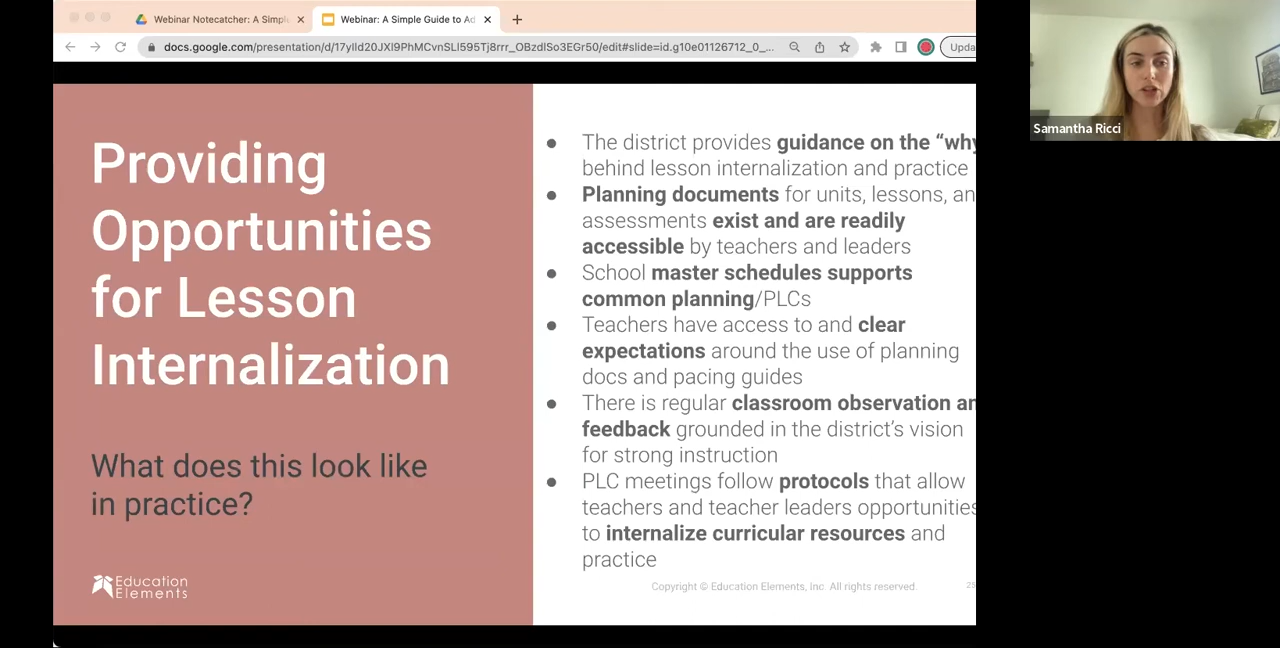 Webinar Notecatcher: A Simple
Webinar: A Simple Guide to Ad
docs.google.com/presentation/d/17yIId20JXI9PhMCvnSLI595Tj8rrr_OBzdISo3EGr50/edit#slide=id.g10e01126712_0_...
Upda
Samantha Ricci
Providing
Opportunities
for Lesson
Internalization
What does this look like
in practice?
Education
Elements
● The district provides guidance on the “why
behind lesson internalization and practice
● Planning documents for units, lessons, an
assessments exist and are readily
accessible by teachers and leaders
● School master schedules supports
common planning/PLCs
● Teachers have access to and clear
expectations around the use of planning
docs and pacing guides
● There is regular classroom observation an
feedback grounded in the district’s vision
for strong instruction
● PLC meetings follow protocols that allow
teachers and teacher leaders opportunities
to internalize curricular resources and
practice
Copyright © Education Elements, Inc. All rights reserved.
25